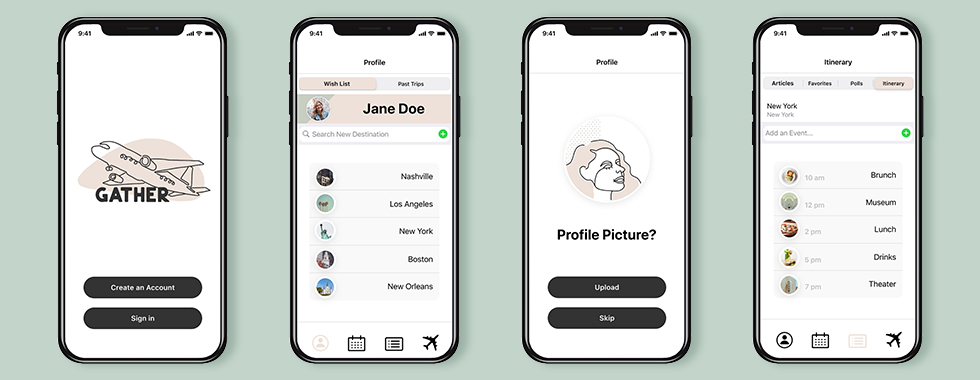 9:41
GATHER
Create an Account
Sign in
9:41
Profile
Wish List
Past Trips
Jane Doe
Search New Destination
Nashville
Los Angeles
New York
Boston
New Orleans
9:41
Profile
Profile Picture?
Upload
Skip
9:41
Itinerary
Articles
Favorites
Polls
Itinerary
New York
New York
Add an Event...
10 am Brunch
12 pm Museum
2 pm Lunch
5 pm Drinks
7 pm Theater